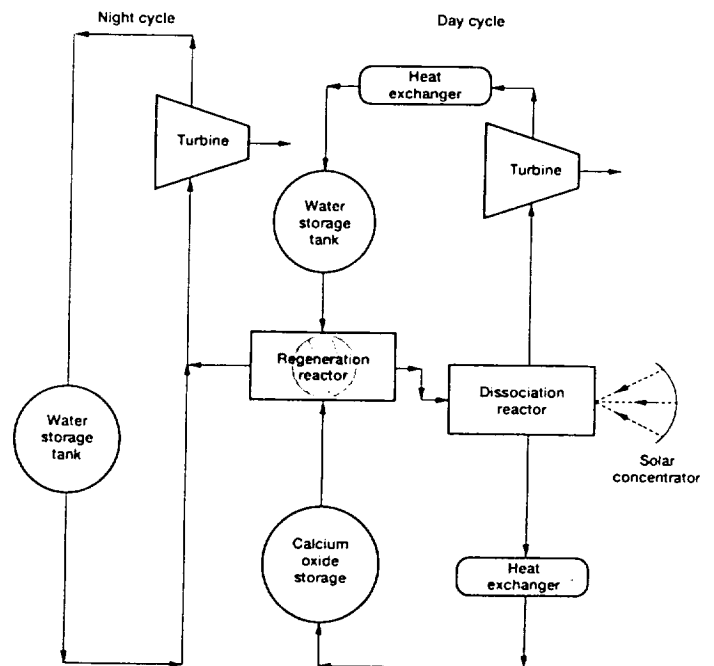 Night cycle
Day cycle
Heat
exchanger
Turbine
Turbine
Water
storage
tank
Regeneration
reactor
Dissociation
reactor
Water
storage
tank
Solar
concentrator
Calcium
oxide
storage
Heat
exchanger